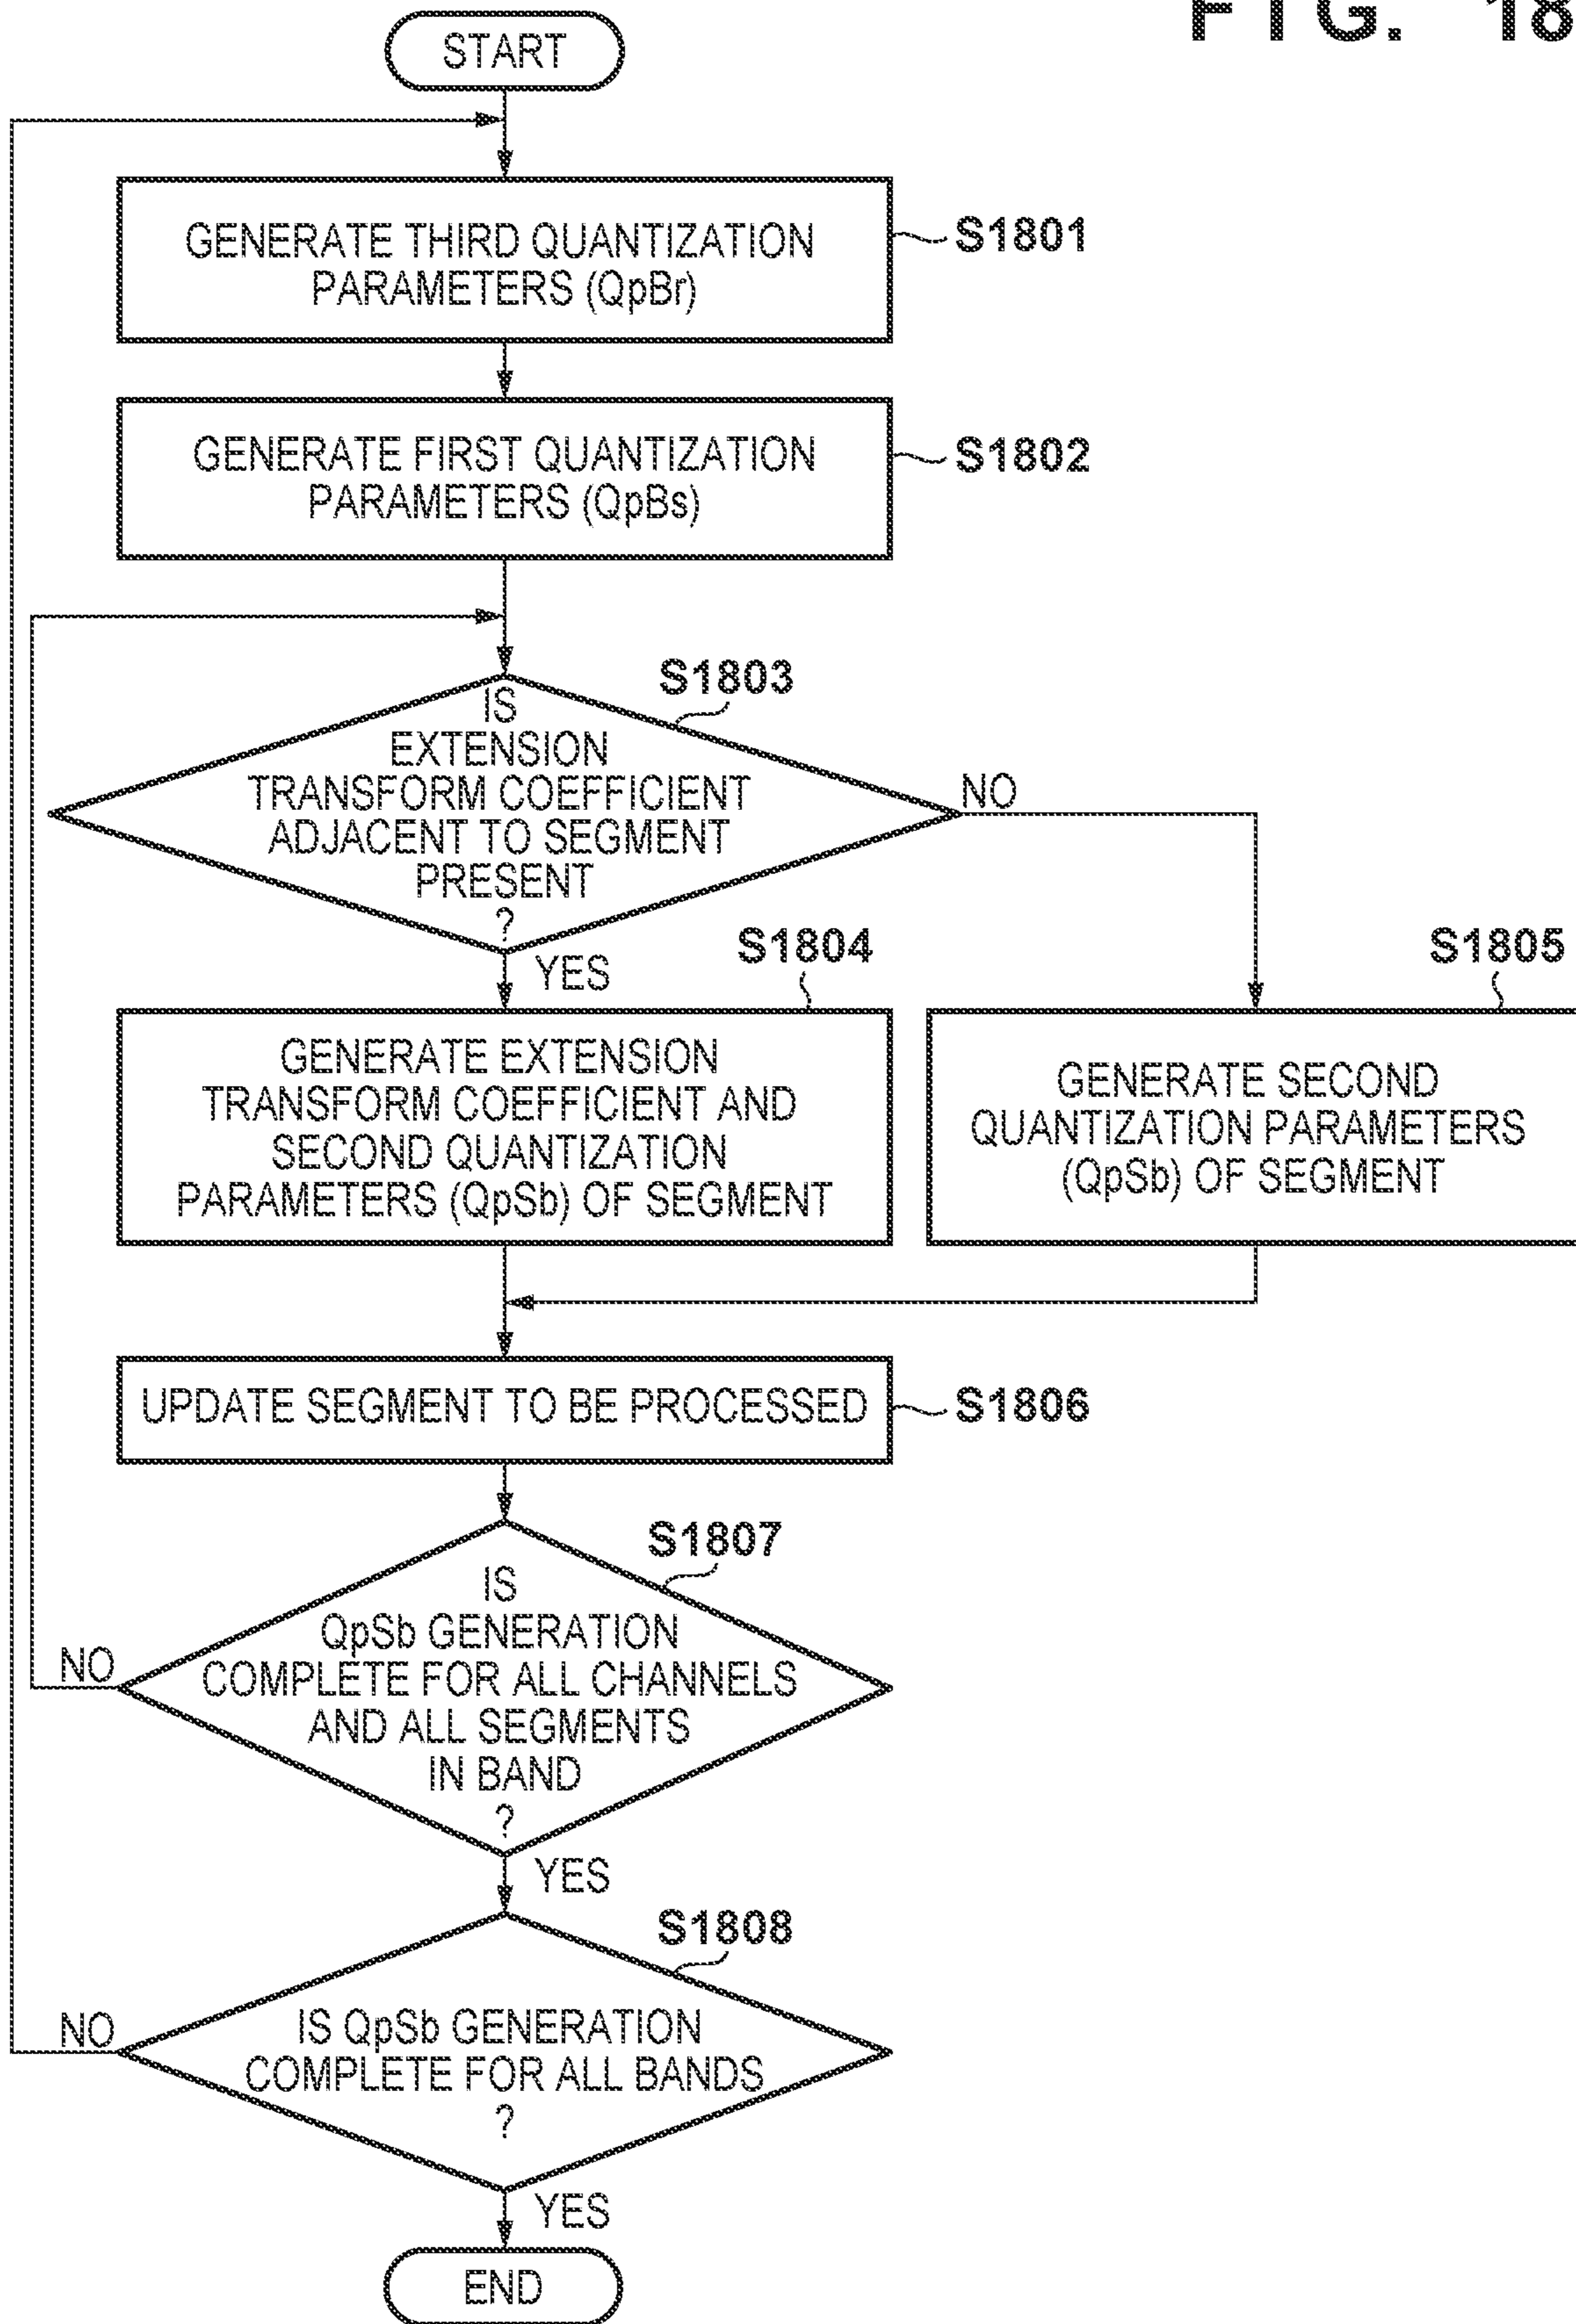 FIG. 18
START
GENERATE THIRD QUANTIZATION
PARAMETERS (QpBr)
S1801
GENERATE FIRST QUANTIZATION
PARAMETERS (QpBs)
S1802
S1803
IS
EXTENSION
TRANSFORM COEFFICIENT
ADJACENT TO SEGMENT
PRESENT
?
NO
YES
S1804
S1805
GENERATE EXTENSION
TRANSFORM COEFFICIENT AND
SECOND QUANTIZATION
PARAMETERS (QpSb) OF SEGMENT
GENERATE SECOND
QUANTIZATION PARAMETERS
(QpSb) OF SEGMENT
UPDATE SEGMENT TO BE PROCESSED
S1806
S1807
IS
QpSb GENERATION
COMPLETE FOR ALL CHANNELS
AND ALL SEGMENTS
IN BAND
?
NO
YES
S1808
IS QpSb GENERATION
COMPLETE FOR ALL BANDS
?
NO
YES
END